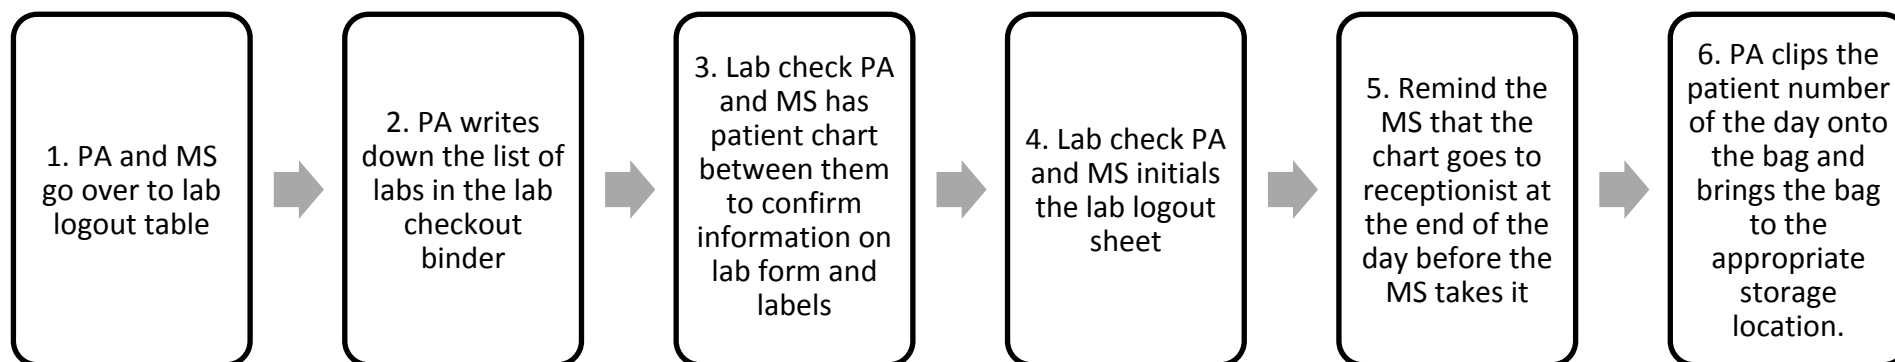 1. PA and MS
go over to lab
logout table
2. PA writes
down the list of
labs in the lab
checkout
binder
3. Lab check PA
and MS has
patient chart
between them
to confirm
information on
lab form and
labels
4. Lab check PA
and MS initials
the lab logout
sheet
5. Remind the
MS that the
chart goes to
receptionist at
the end of the
day before the
MS takes it
6. PA clips the
patient number
of the day onto
the bag and
brings the bag
to the
appropriate
storage
location.